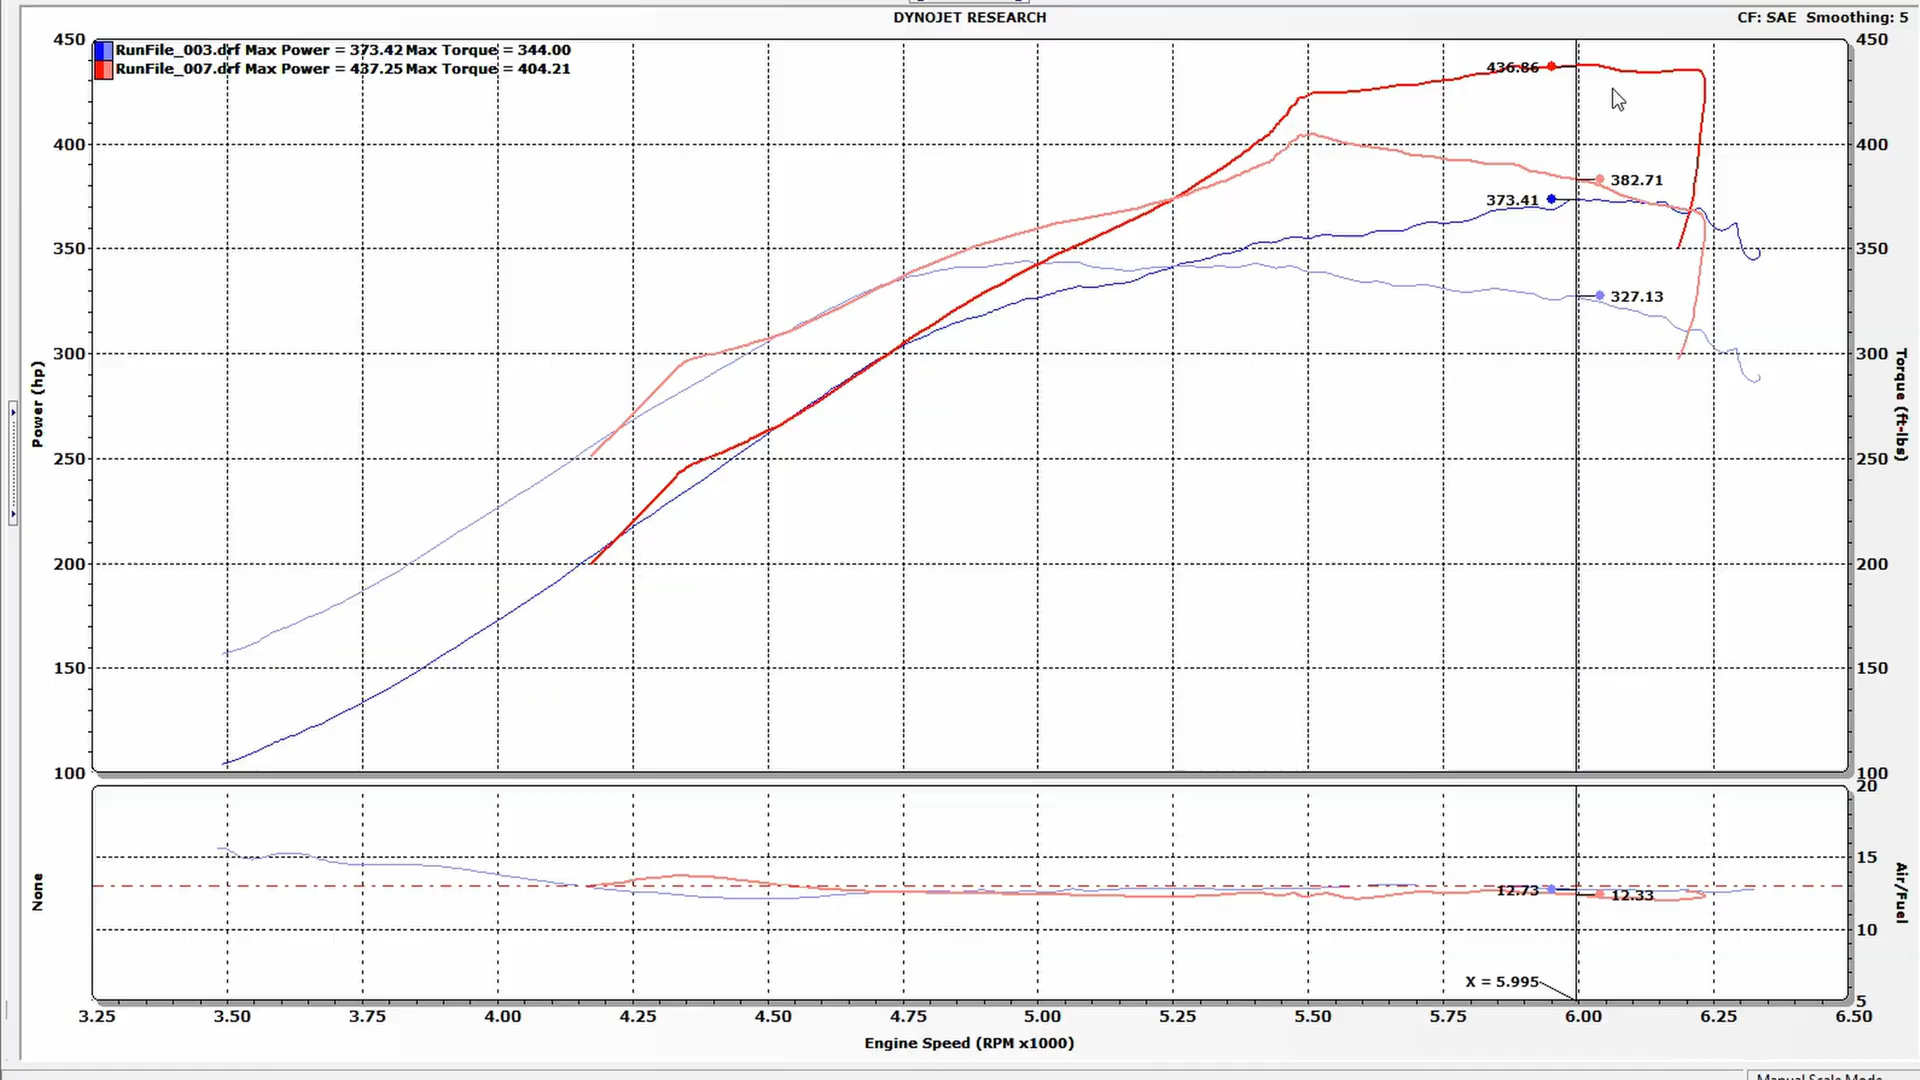 DYNOJET RESEARCH
CF: SAE Smoothing: 5
RunFile_003.drf Max Power = 373.42 Max Torque = 344.00
RunFile_007.drf Max Power = 437.25 Max Torque = 404.21
450
400
350
300
250
200
150
100
Power (hp)
436.86
382.71
373.41
327.13
450
400
350
300
250
200
150
100
Torque (ft-lbs)
None
12.73
12.33
X = 5.995
20
15
10
5
Air/Fuel
3.25 3.50 3.75 4.00 4.25 4.50 4.75 5.00 5.25 5.50 5.75 6.00 6.25 6.50
Engine Speed (RPM x1000)
Manual Scale Mode